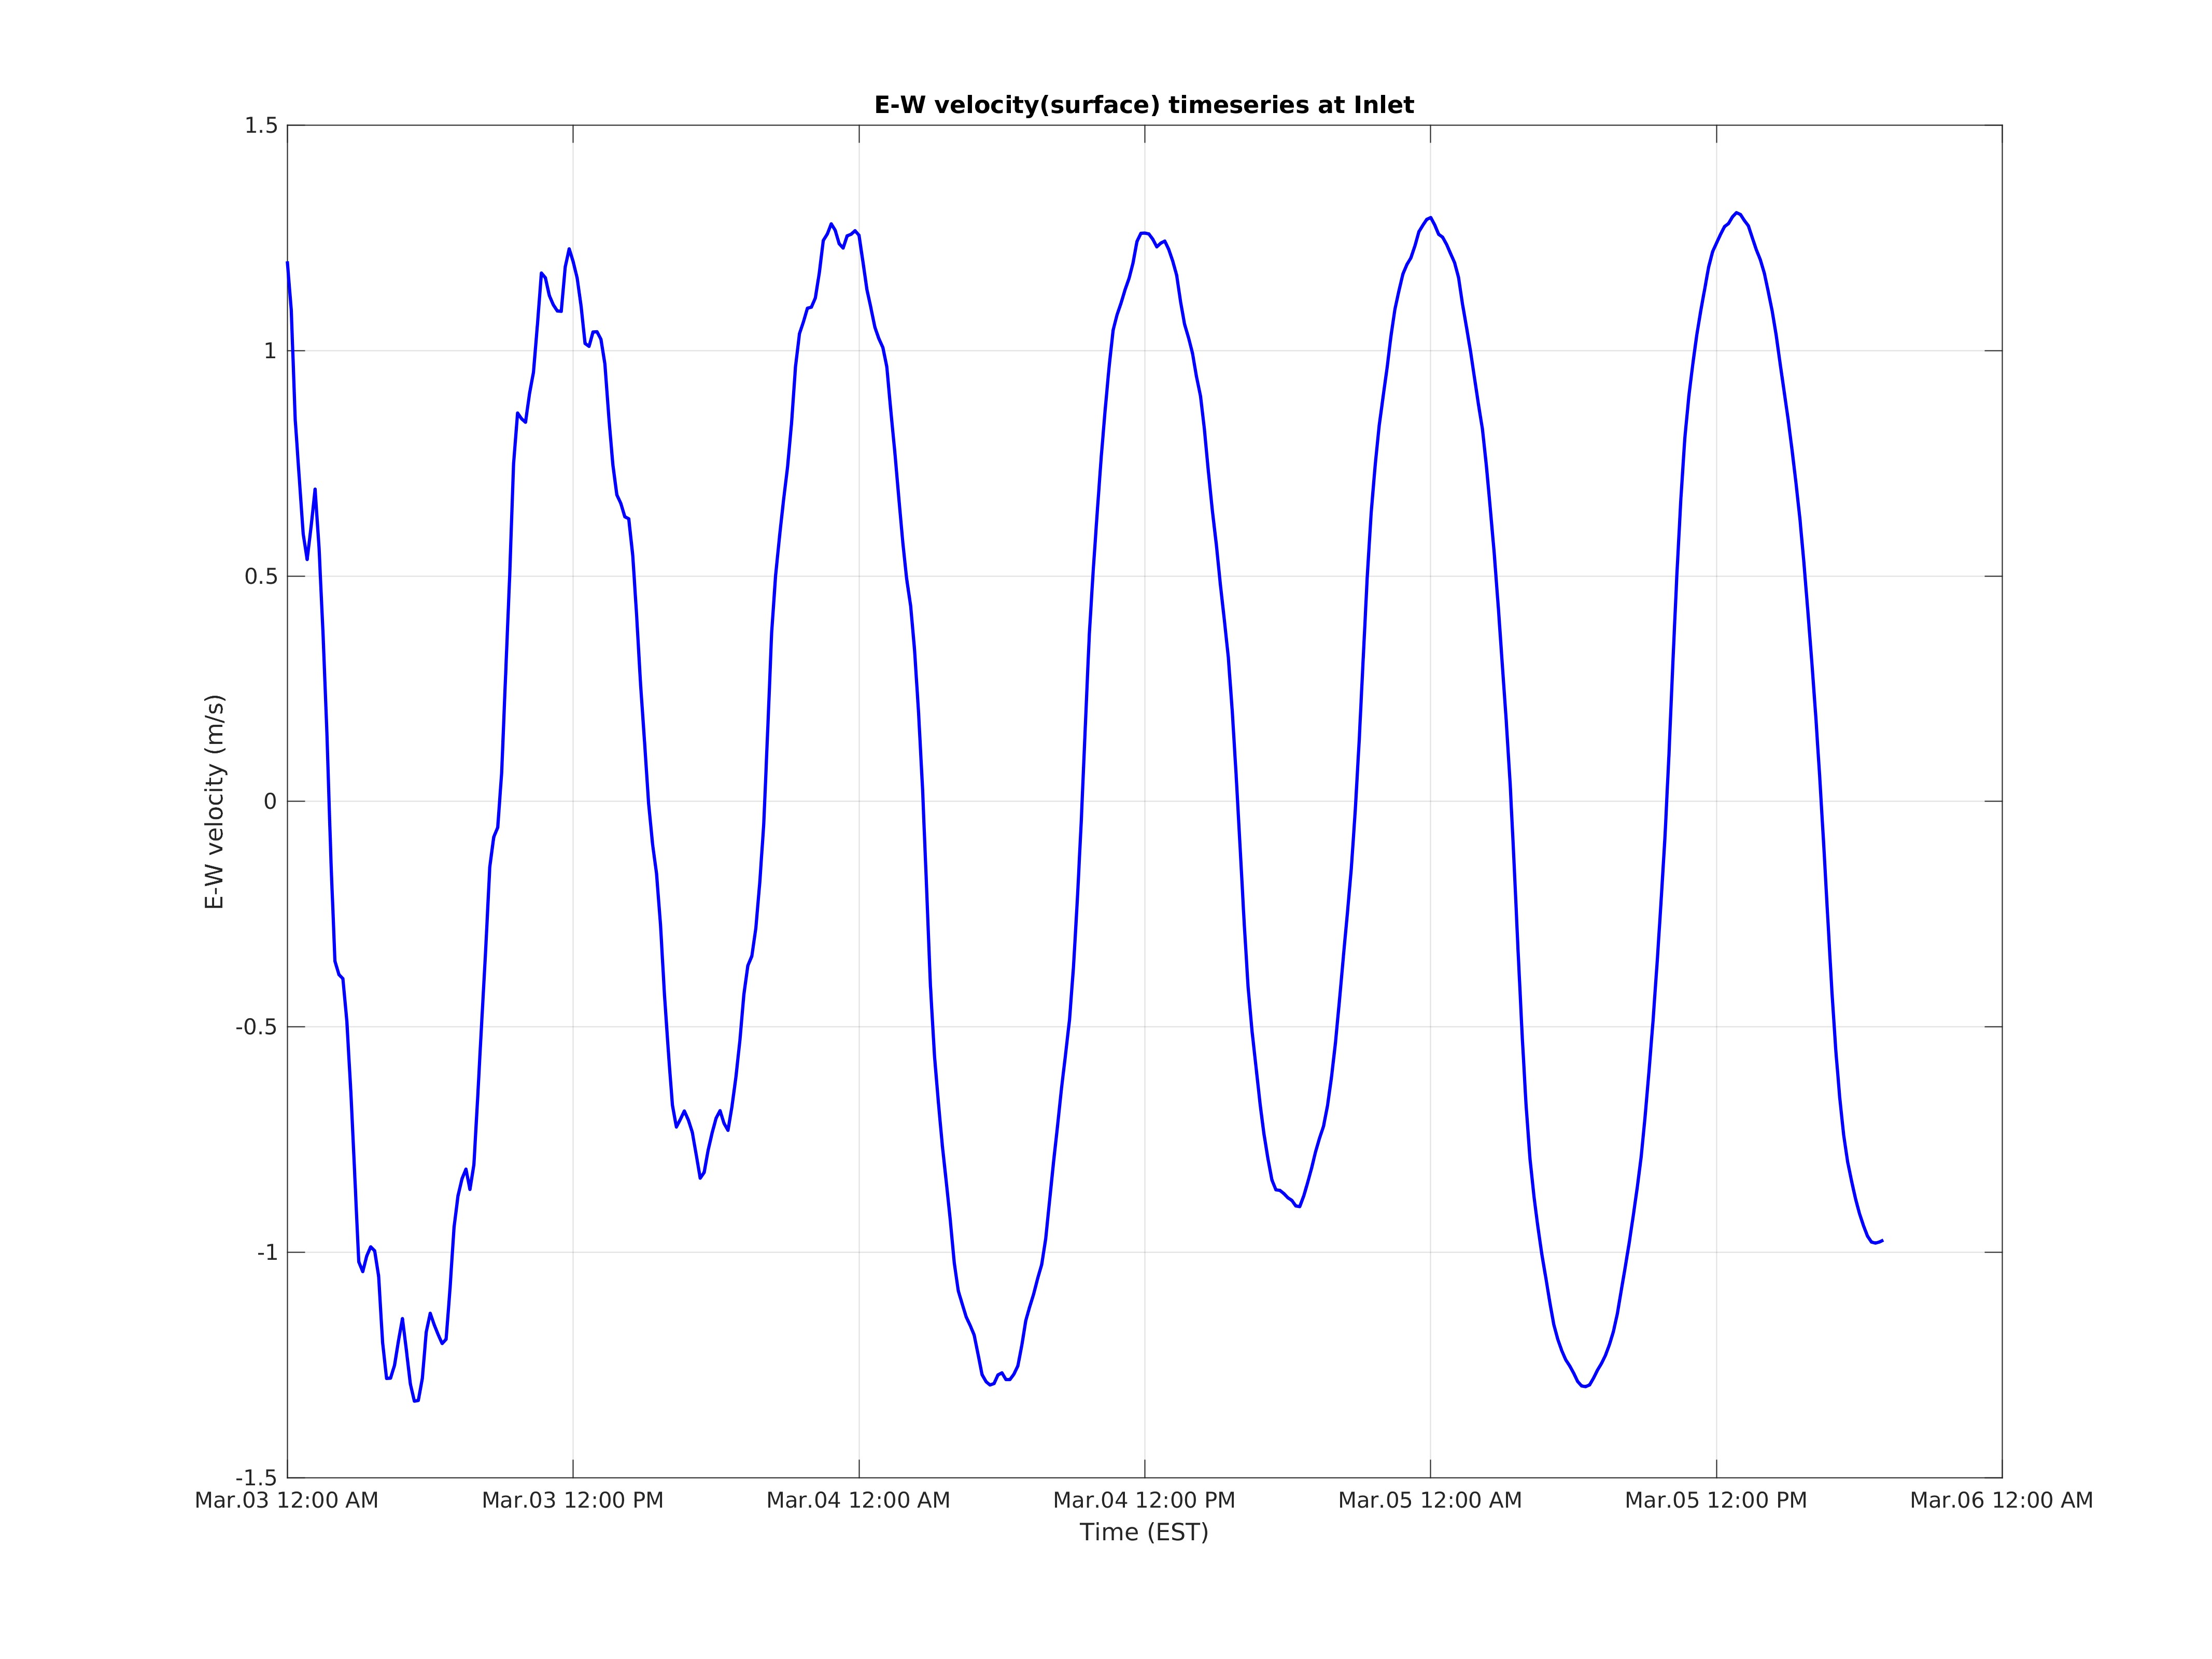 E-W velocity(surface) timeseries at Inlet
1.5
1
0.5
0
-0.5
-1
-1.5
E-W velocity (m/s)
Mar.03 12:00 AM Mar.03 12:00 PM Mar.04 12:00 AM Mar.04 12:00 PM Mar.05 12:00 AM Mar.05 12:00 PM Mar.06 12:00 AM
Time (EST)